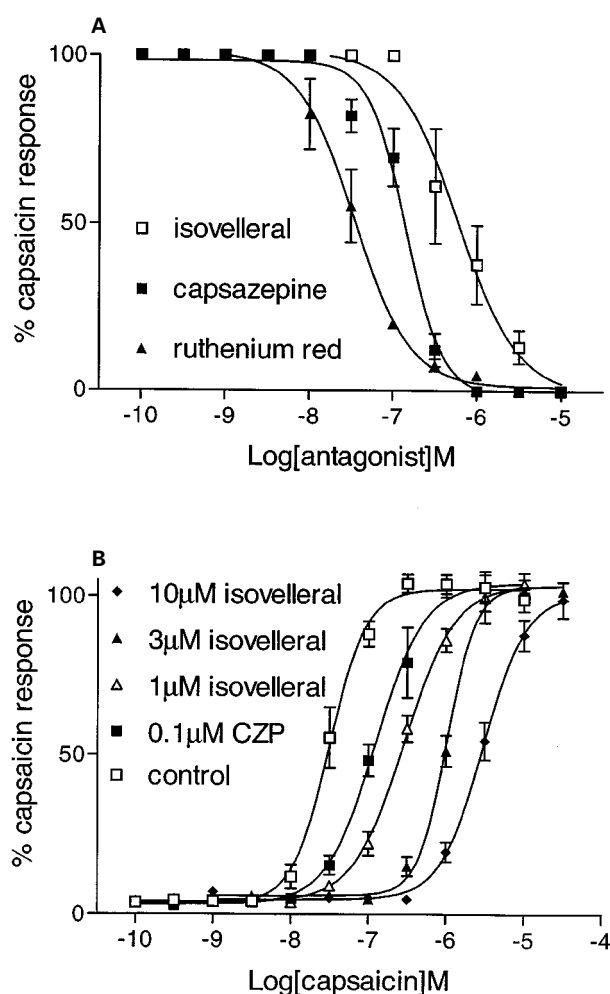 A
% capsaicin response
100
50
0
isovelleral
capsazepine
ruthenium red
-10 -9 -8 -7 -6 -5
Log[antagonist]M
B
% capsaicin response
100
50
0
10μM isovelleral
3μM isovelleral
1μM isovelleral
0.1μM CZP
control
-10 -9 -8 -7 -6 -5 -4
Log[capsaicin]M